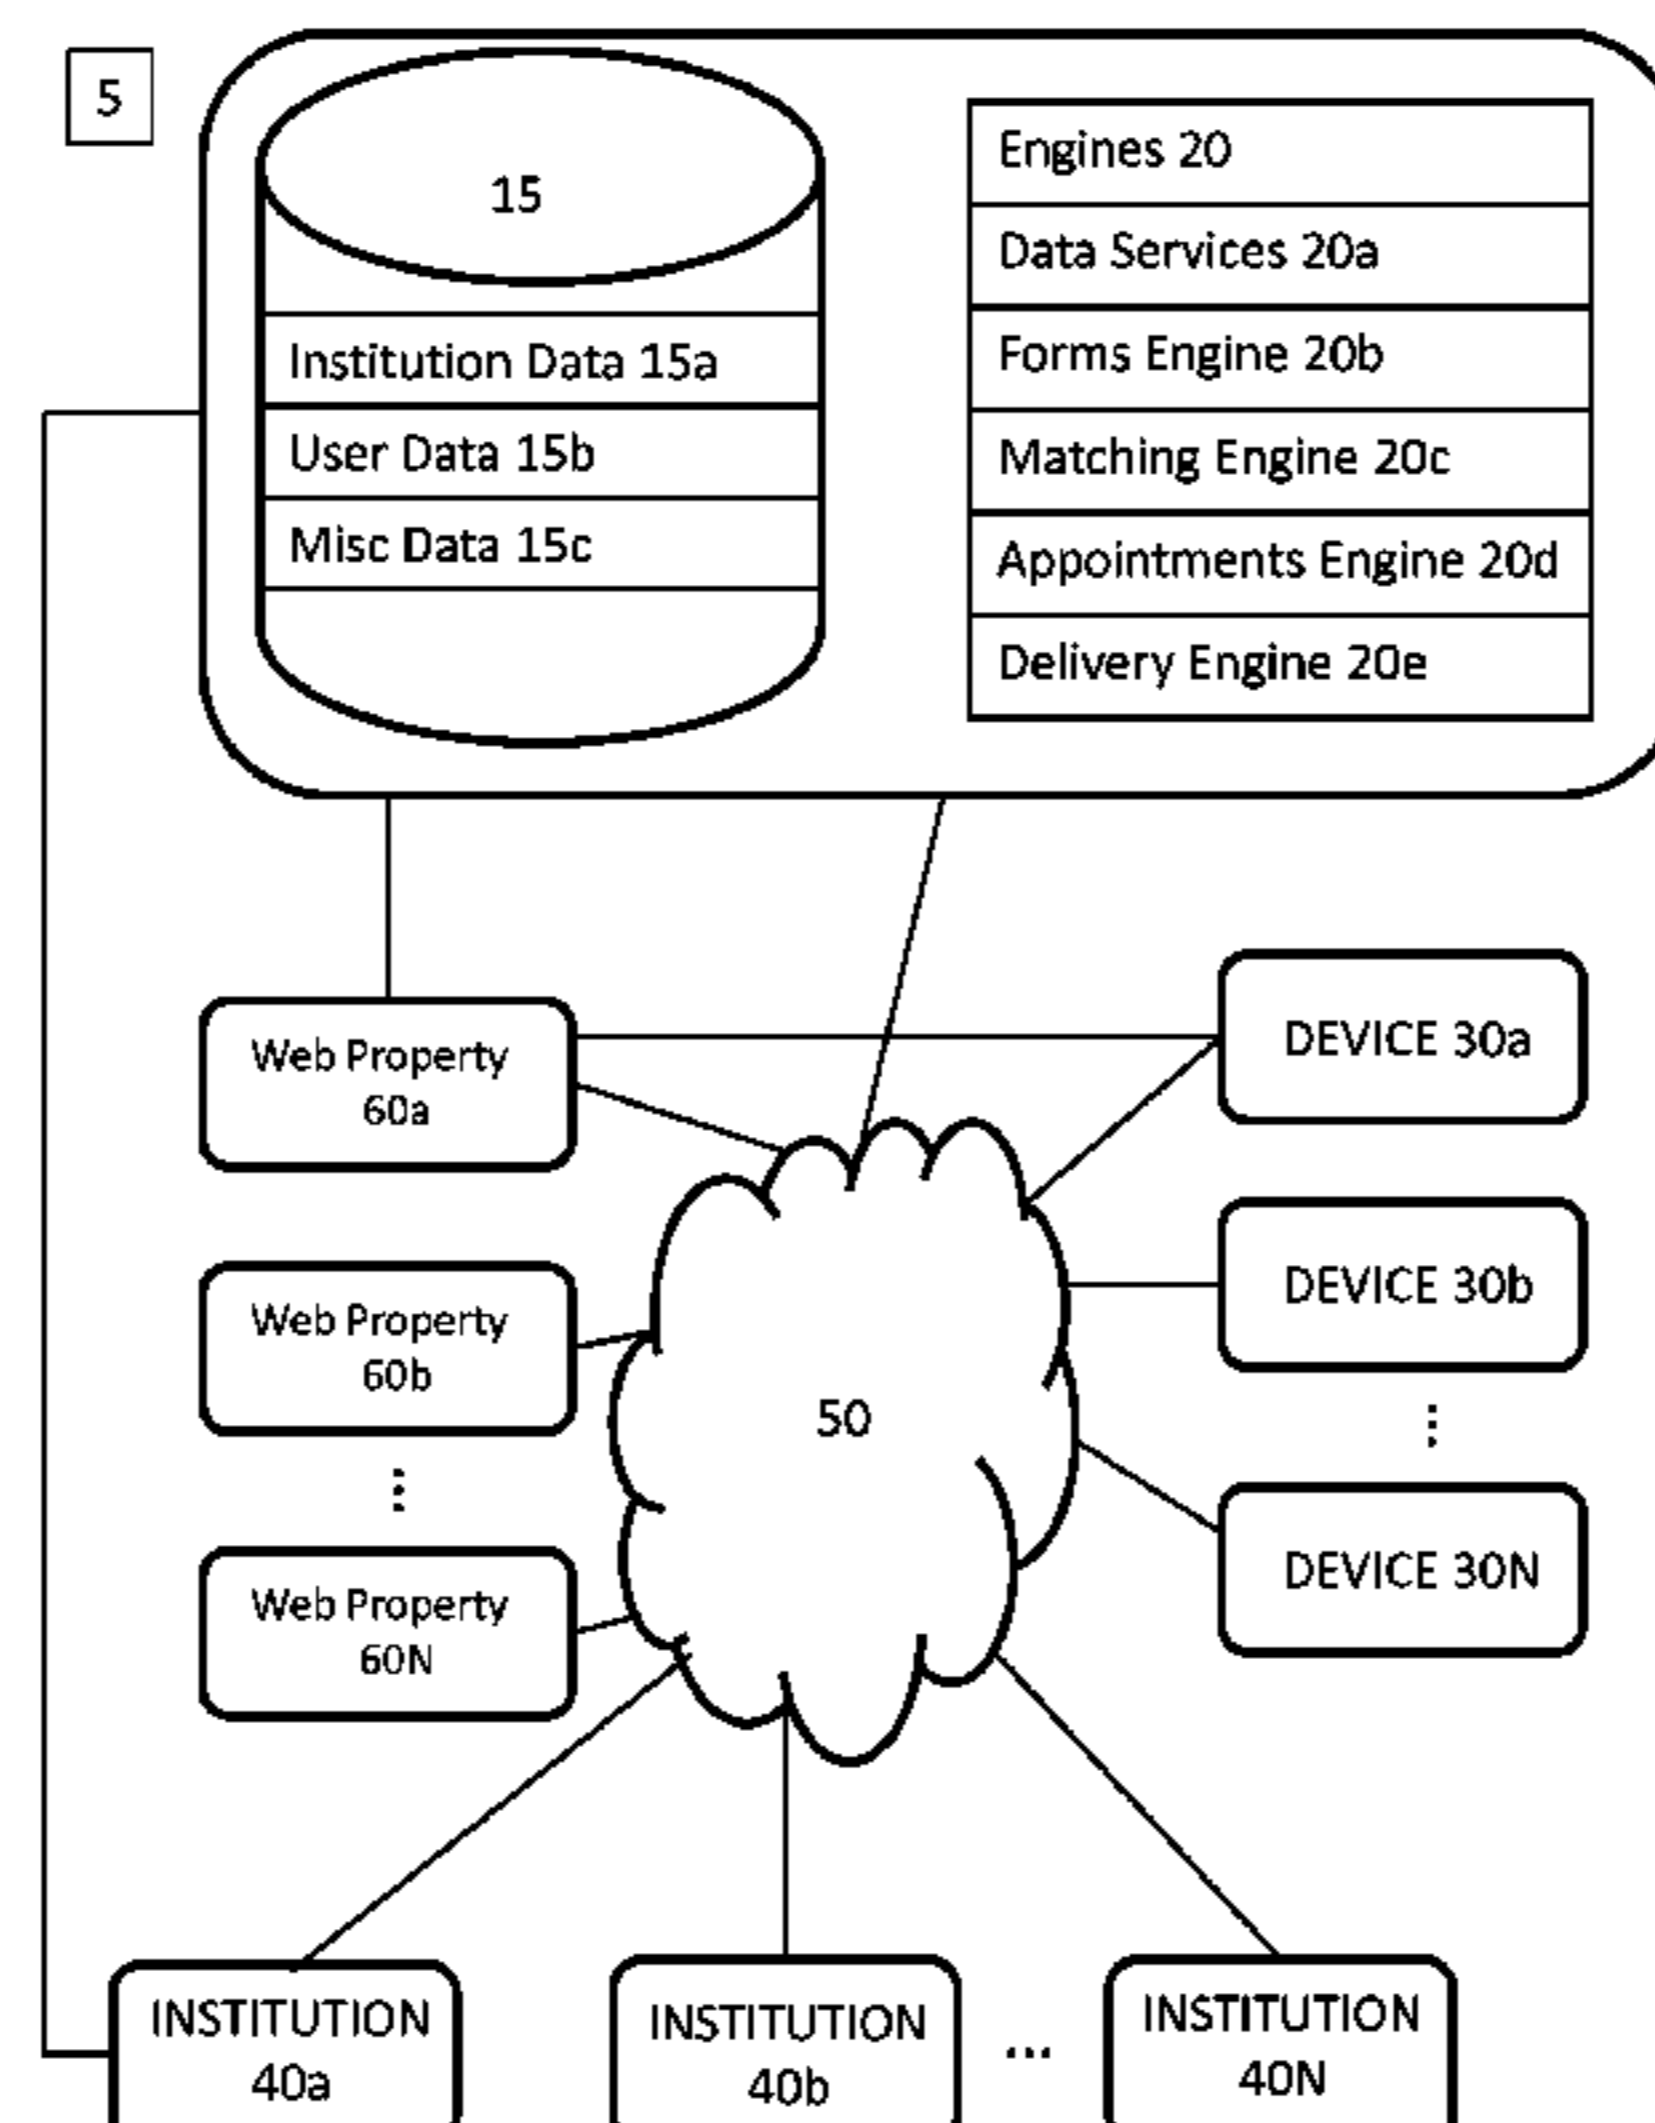 5
15
Institution Data 15a
User Data 15b
Misc Data 15c
Engines 20
Data Services 20a
Forms Engine 20b
Matching Engine 20c
Appointments Engine 20d
Delivery Engine 20e
Web Property
60a
DEVICE 30a
Web Property
60b
DEVICE 30b
⋮
50
⋮
Web Property
60N
DEVICE 30N
INSTITUTION
40a
INSTITUTION
40b
...
INSTITUTION
40N